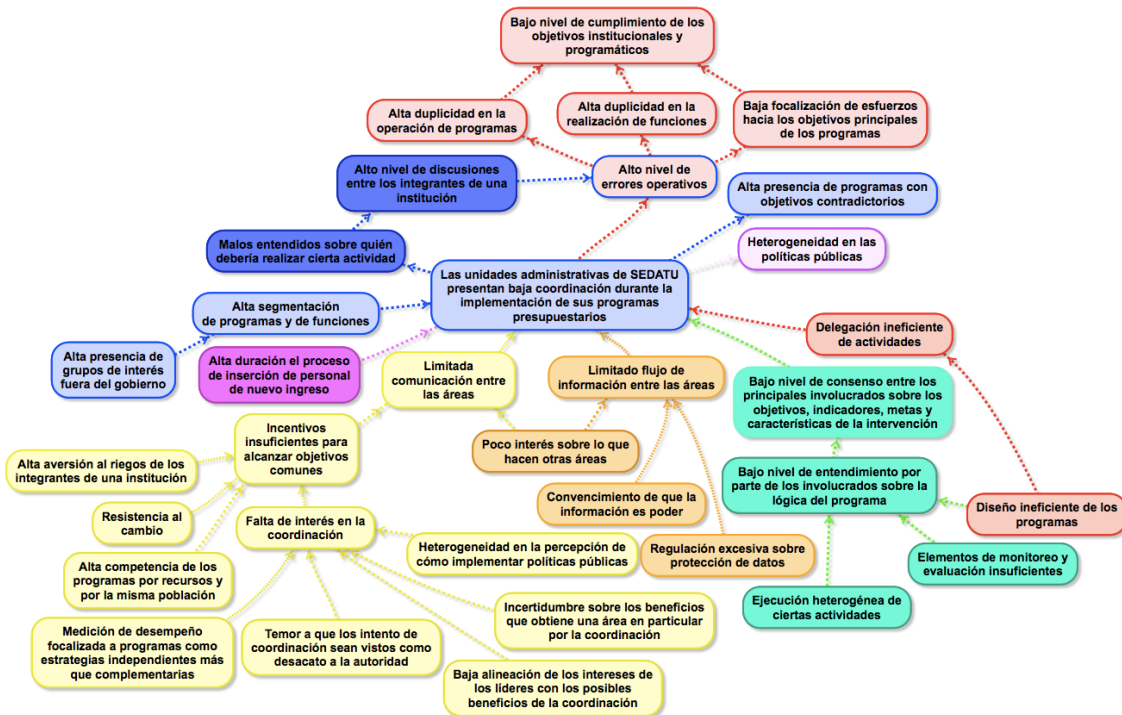 Bajo nivel de cumplimiento de los
objetivos institucionales y
programáticos
Alta duplicidad en la
operación de programas
Alta duplicidad en la
realización de funciones
Baja focalización de esfuerzos
hacia los objetivos principales
de los programas
Alto nivel de discusiones
entre los integrantes de una
institución
Alto nivel de
errores operativos
Alta presencia de programas con
objetivos contradictorios
Malos entendidos sobre quién
debería realizar cierta actividad
Heterogeneidad en las
políticas públicas
Las unidades administrativas de SEDATU
presentan baja coordinación durante la
implementación de sus programas
presupuestarios
Alta segmentación
de programas y de funciones
Delegación ineficiente
de actividades
Alta presencia de
grupos de interés
fuera del gobierno
Alta duración el proceso
de inserción de personal
de nuevo ingreso
Limitada
comunicación entre
las áreas
Limitado flujo de
información entre las áreas
Bajo nivel de consenso entre los
principales involucrados sobre los
objetivos, indicadores, metas y
características de la intervención
Incentivos
insuficientes para
alcanzar objetivos
comunes
Poco interés sobre lo que
hacen otras áreas
Alta aversión al riegos de los
integrantes de una institución
Bajo nivel de entendimiento por
parte de los involucrados sobre la
lógica del programa
Convencimiento de que la
información es poder
Resistencia al
cambio
Falta de interés en la
coordinación
Diseño ineficiente de los
programas
Heterogeneidad en la percepción de
cómo implementar políticas públicas
Regulación excesiva sobre
protección de datos
Elementos de monitoreo y
evaluación insuficientes
Alta competencia de los
programas por recursos y
por la misma población
Ejecución heterogénea de
ciertas actividades
Incertidumbre sobre los beneficios
que obtiene una área en particular
por la coordinación
Medición de desempeño
focalizada a programas como
estrategias independientes más
que complementarias
Temor a que los intento de
coordinación sean vistos como
desacato a la autoridad
Baja alineación de los intereses de
los líderes con los posibles
beneficios de la coordinación